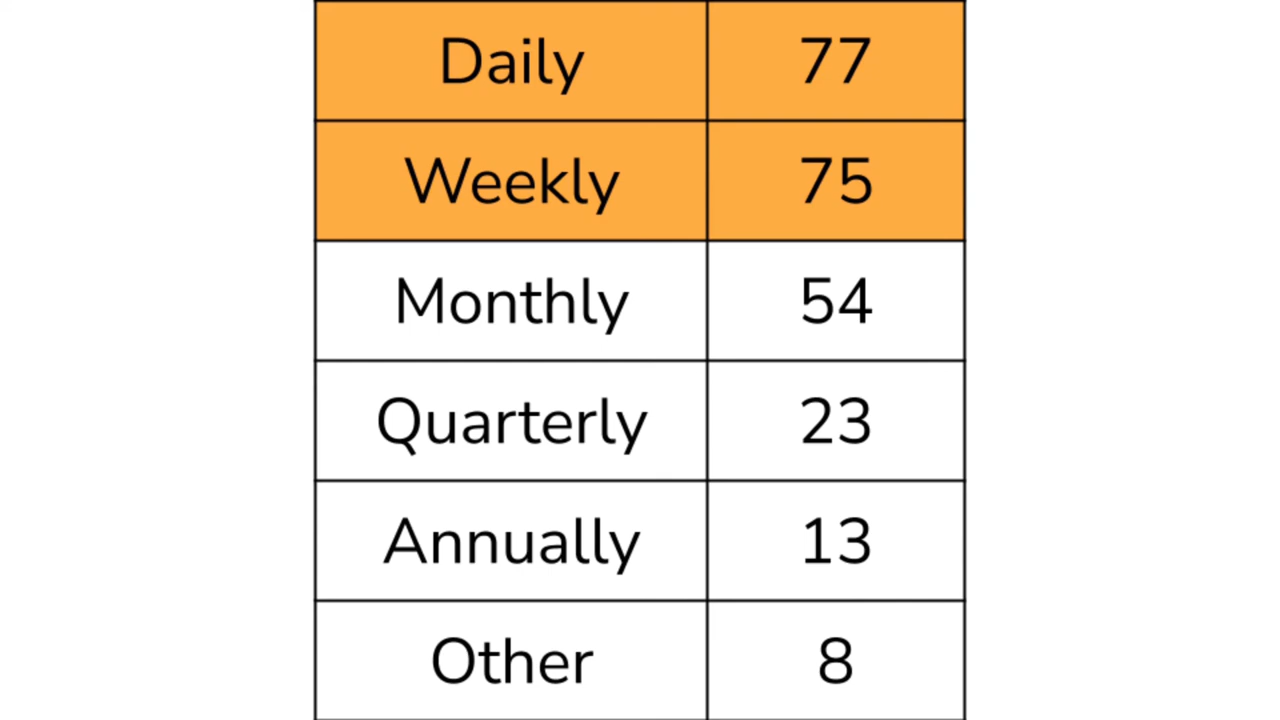 Daily 77
Weekly 75
Monthly 54
Quarterly 23
Annually 13
Other 8